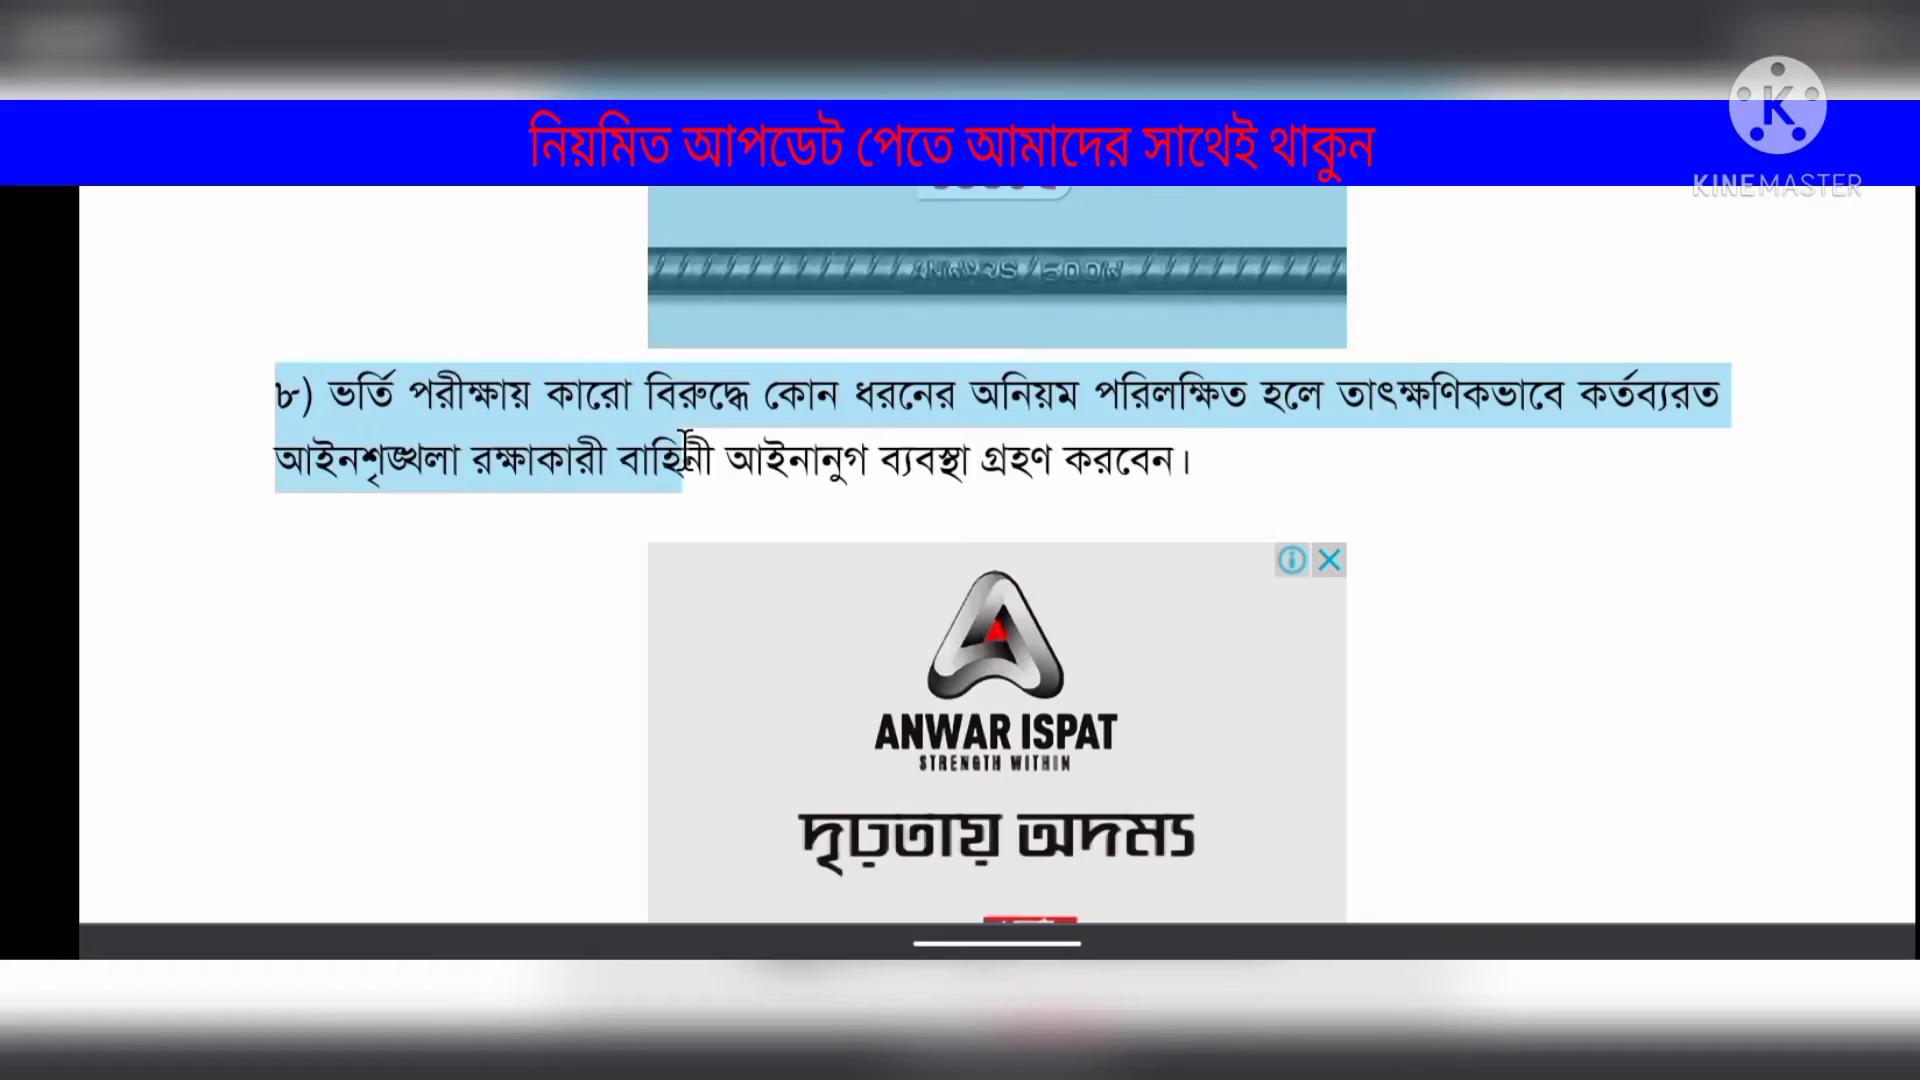 নিয়মিত আপডেট পেতে আমাদের সাথেই থাকুন
K
KINEMASTER
৮) ভর্তি পরীক্ষায় কারো বিরুদ্ধে কোন ধরনের অনিয়ম পরিলক্ষিত হলে তাৎক্ষণিকভাবে কর্তব্যরত
আইনশৃঙ্খলা রক্ষাকারী বাহিনী আইনানুগ ব্যবস্থা গ্রহণ করবেন।
ANWAR ISPAT
STRENGTH WITHIN
দৃঢ়তায় অদম্য